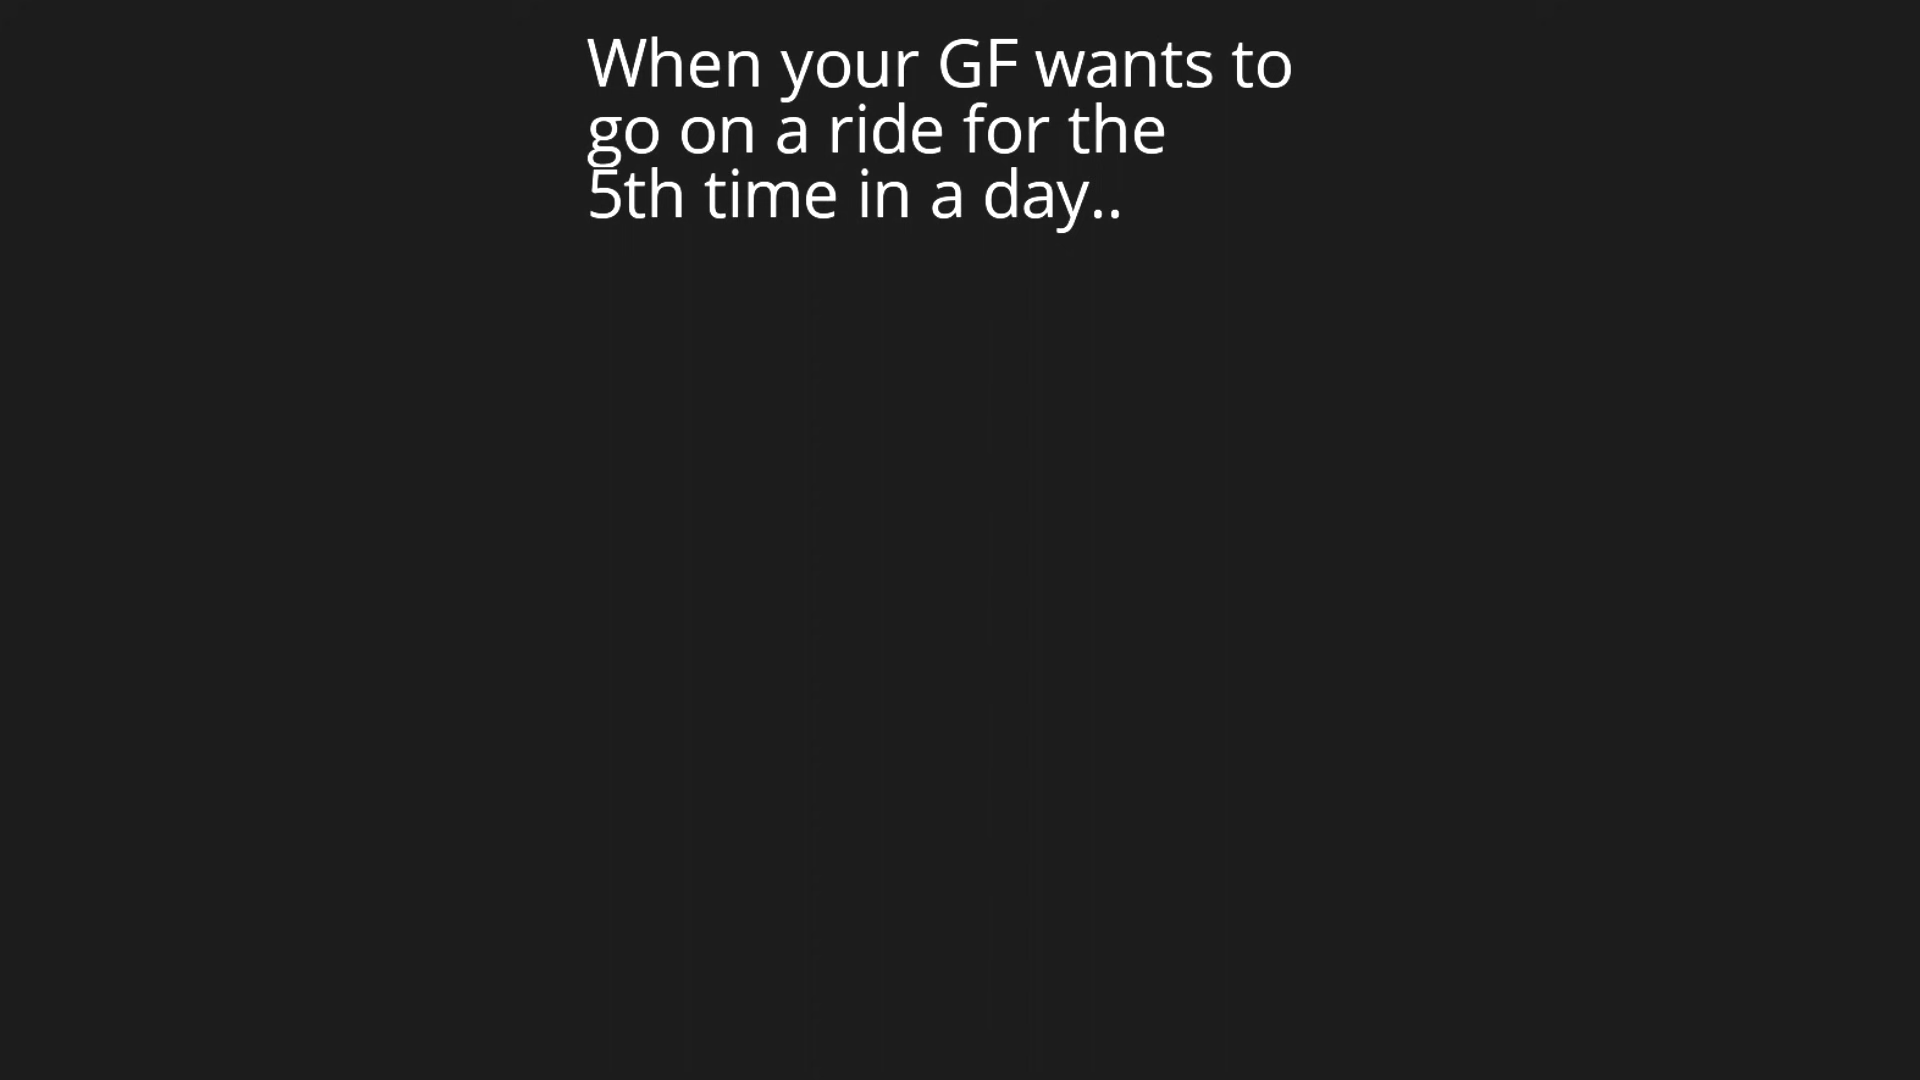 When your GF wants to
go on a ride for the
5th time in a day..